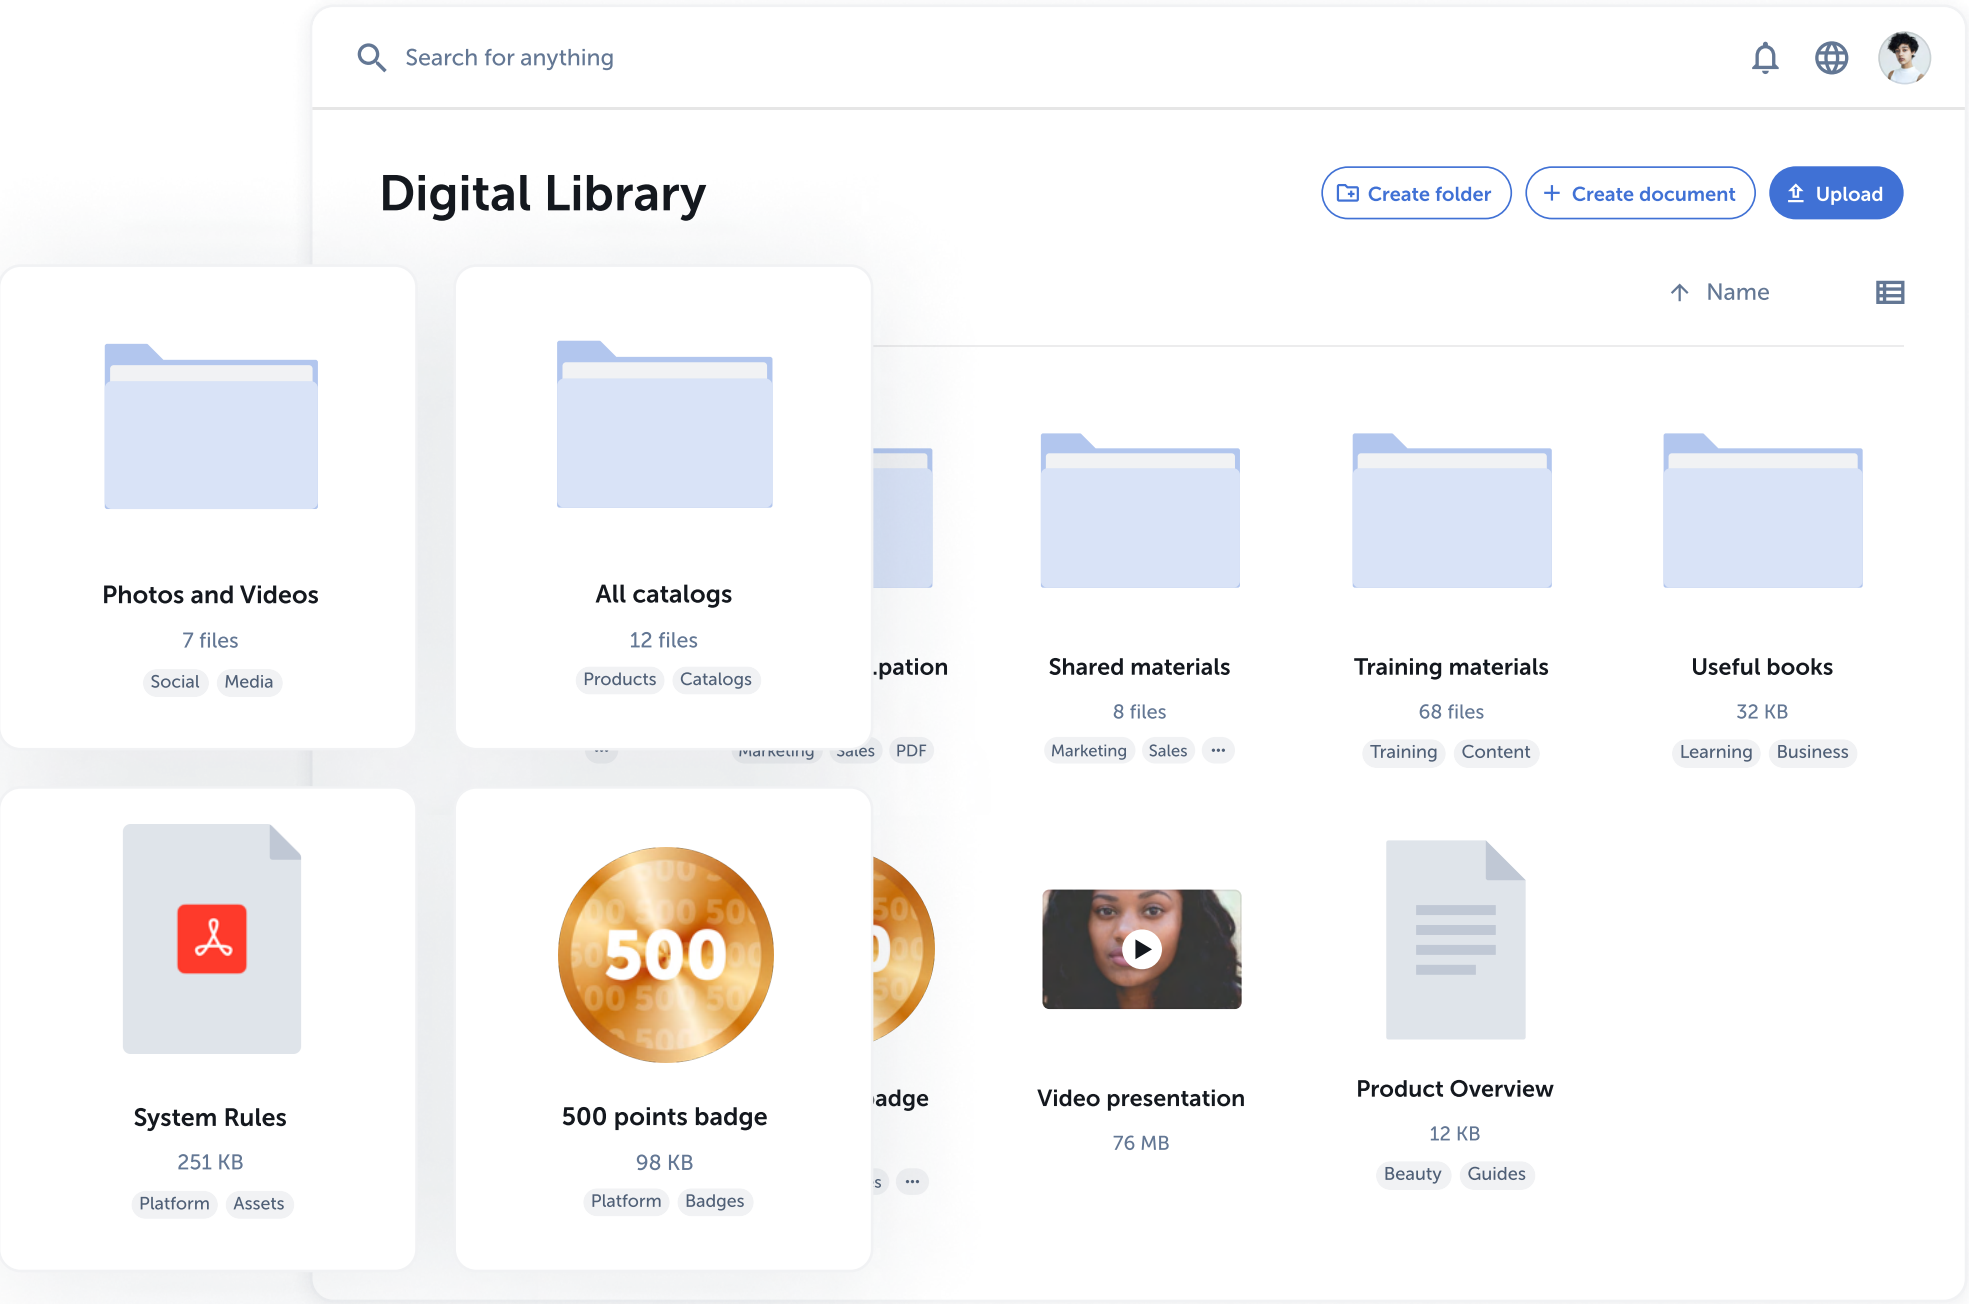 Search for anything
Digital Library
Create folder
+ Create document
Upload
Name
Photos and Videos
7 files
Social Media
All catalogs
12 files
Products Catalogs
...
Marketing Sales PDF
Shared materials
8 files
Marketing Sales ...
Training materials
68 files
Training Content
Useful books
32 KB
Learning Business
System Rules
251 KB
Platform Assets
500
500 points badge
98 KB
Platform Badges
...
Video presentation
76 MB
Product Overview
12 KB
Beauty Guides